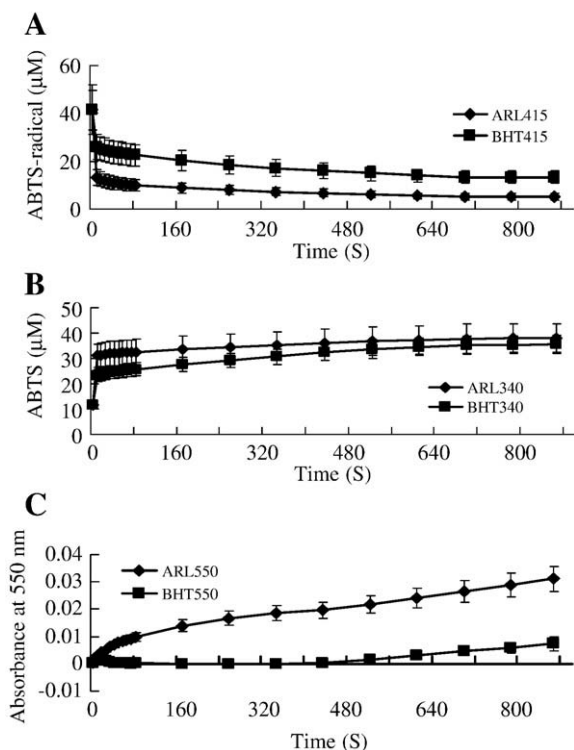 A
ABTS-radical (μM)
60
40
20
0
ARL415
BHT415
0 160 320 480 640 800
Time (S)
B
ABTS (μM)
50
40
30
20
10
0
ARL340
BHT340
0 160 320 480 640 800
Time (S)
C
Absorbance at 550 nm
0.04
0.03
0.02
0.01
0
-0.01
ARL550
BHT550
0 160 320 480 640 800
Time (S)